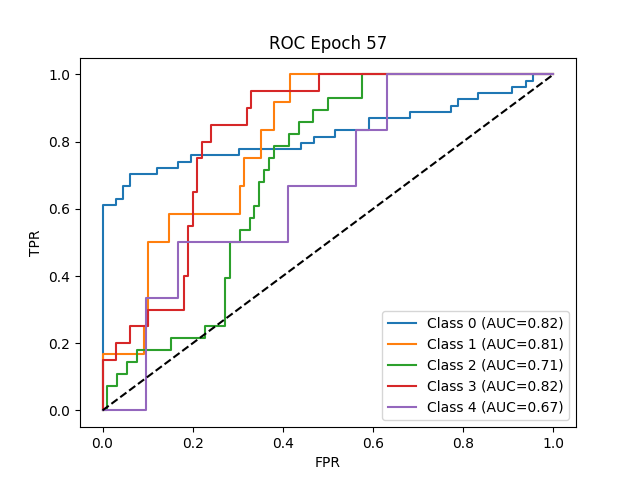 ROC Epoch 57
TPR
1.0
0.8
0.6
0.4
0.2
0.0
0.0 0.2 0.4 0.6 0.8 1.0
FPR
Class 0 (AUC=0.82)
Class 1 (AUC=0.81)
Class 2 (AUC=0.71)
Class 3 (AUC=0.82)
Class 4 (AUC=0.67)